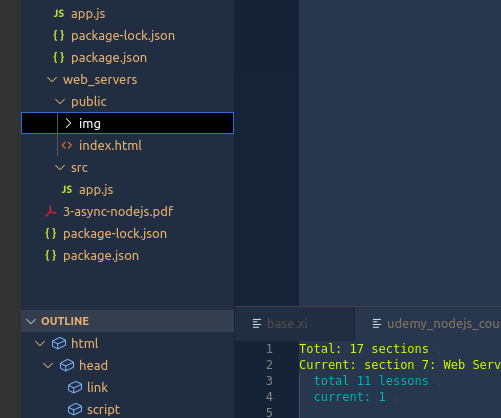 app.js
package-lock.json
package.json
web_servers
public
img
index.html
src
app.js
3-async-nodejs.pdf
package-lock.json
package.json
OUTLINE
html
head
link
script
base.xi
udemy_nodejs_cou
1 Total: 17 sections
2 Current: section 7: Web Serv
3 total 11 lessons
4 current: 1
5